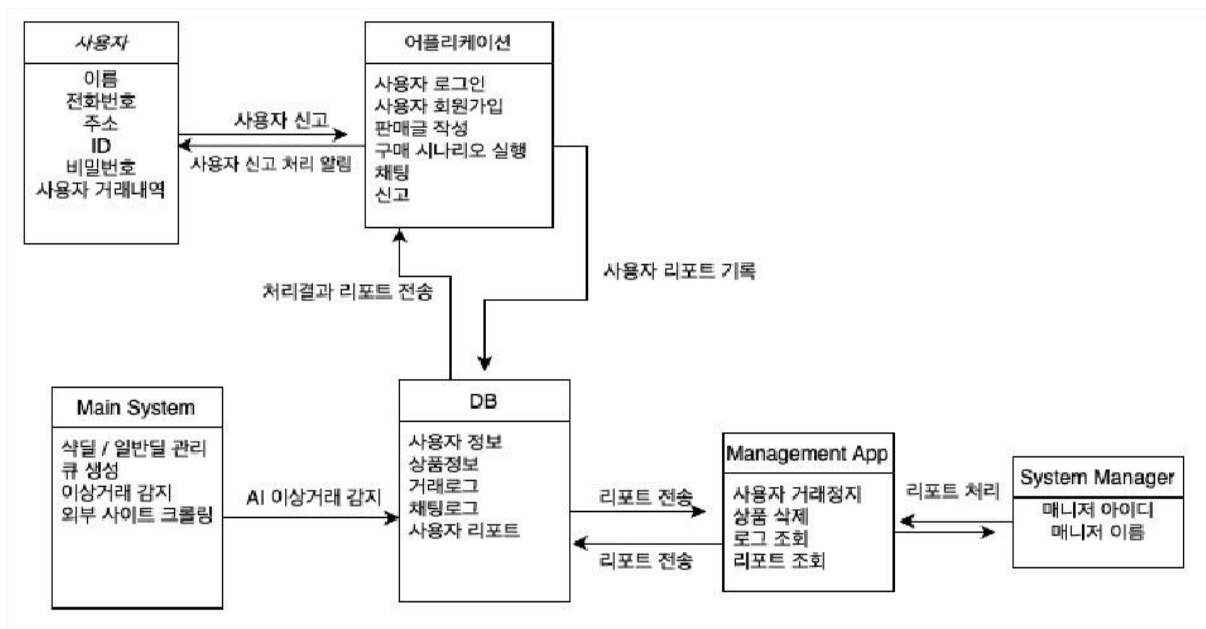 사용자
이름
전화번호
주소
ID
비밀번호
사용자 거래내역
사용자 신고
사용자 신고 처리 알림
어플리케이션
사용자 로그인
사용자 회원가입
판매글 작성
구매 시나리오 실행
채팅
신고
사용자 리포트 기록
처리결과 리포트 전송
Main System
샥딜 / 일반딜 관리
큐 생성
이상거래 감지
외부 사이트 크롤링
AI 이상거래 감지
DB
사용자 정보
상품정보
거래로그
채팅로그
사용자 리포트
리포트 전송
리포트 전송
Management App
사용자 거래정지
상품 삭제
로그 조회
리포트 조회
리포트 처리
System Manager
매니저 아이디
매니저 이름